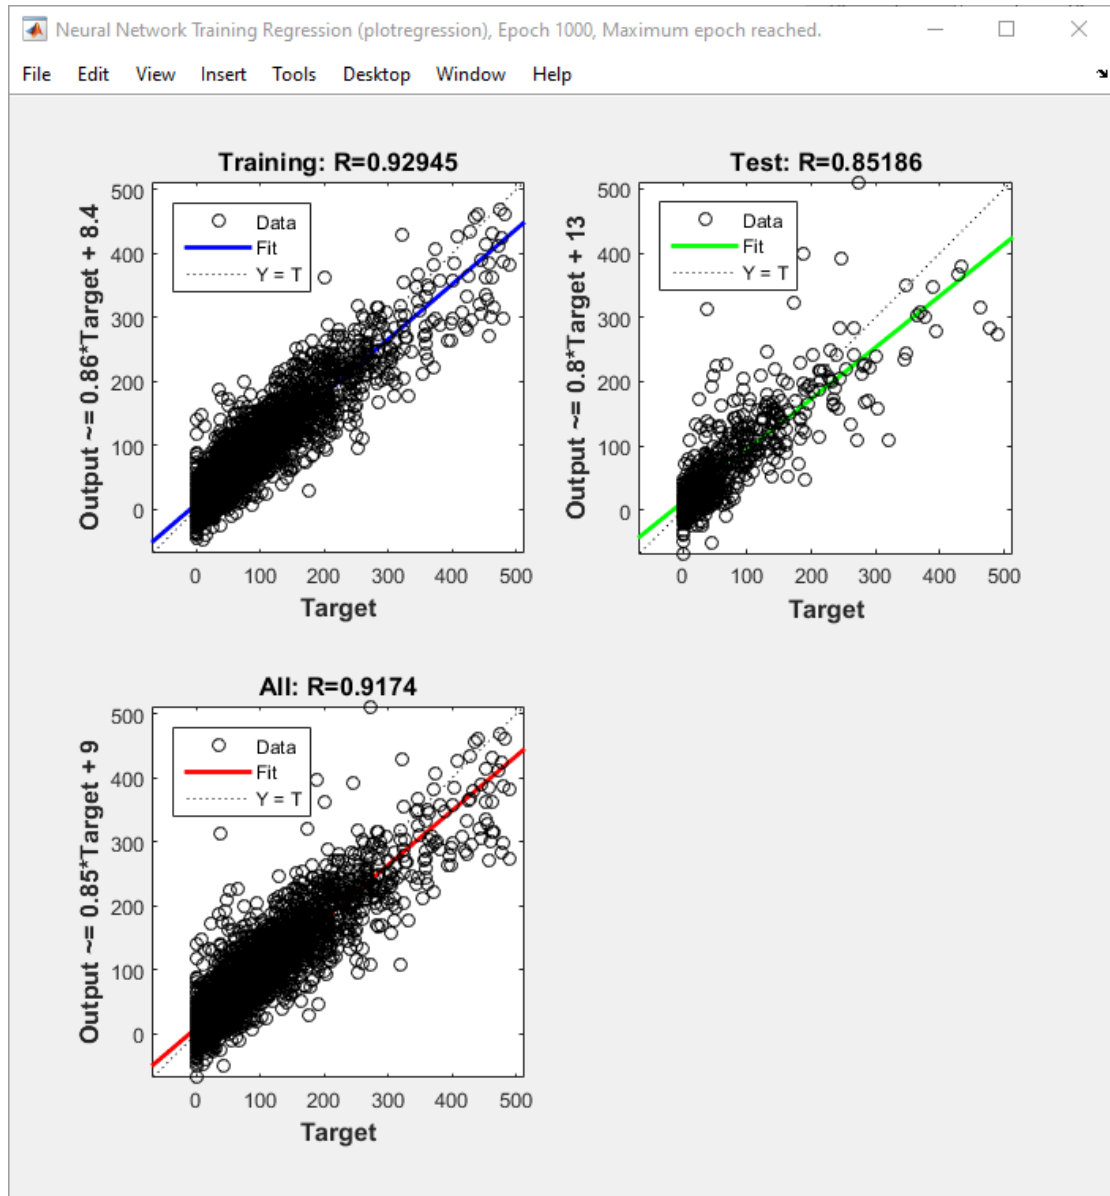 Neural Network Training Regression (plotregression), Epoch 1000, Maximum epoch reached.
File Edit View Insert Tools Desktop Window Help
Training: R=0.92945
Output ~= 0.86*Target + 8.4
Data
Fit
Y = T
500
400
300
200
100
0
0 100 200 300 400 500
Target
Test: R=0.85186
Output ~= 0.8*Target + 13
Data
Fit
Y = T
500
400
300
200
100
0
0 100 200 300 400 500
Target
All: R=0.9174
Output ~= 0.85*Target + 9
Data
Fit
Y = T
500
400
300
200
100
0
0 100 200 300 400 500
Target